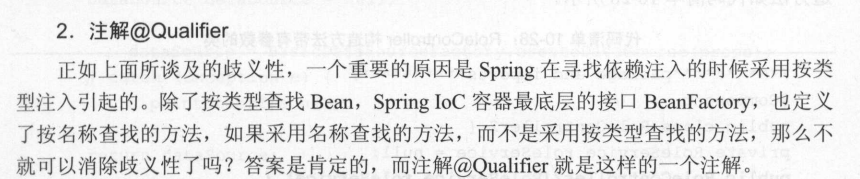 2．注解@Qualifier
正如上面所谈及的歧义性，一个重要的原因是 Spring 在寻找依赖注入的时候采用按类
型注入引起的。除了按类型查找 Bean，Spring IoC 容器最底层的接口 BeanFactory，也定义
了按名称查找的方法，如果采用名称查找的方法，而不是采用按类型查找的方法，那么不
就可以消除歧义性了吗？答案是肯定的，而注解@Qualifier 就是这样的一个注解。